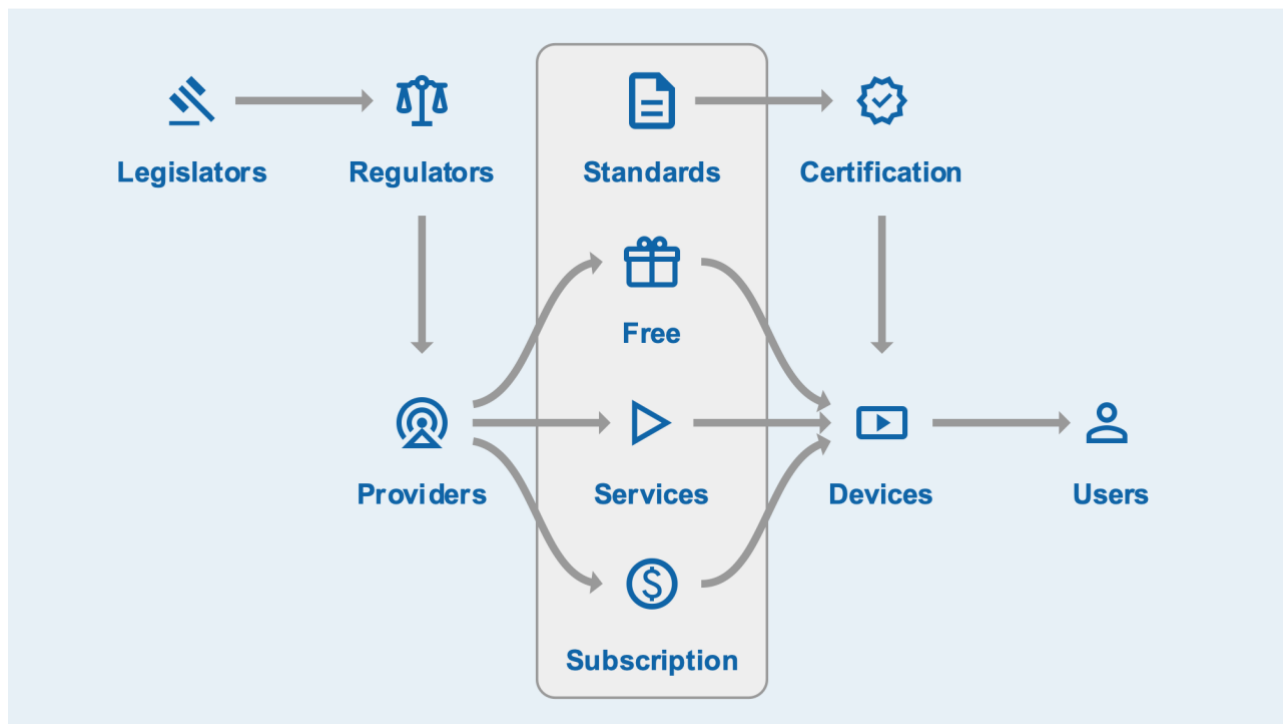 Legislators
Regulators
Standards
Certification
Free
Providers
Services
Devices
Users
$
Subscription